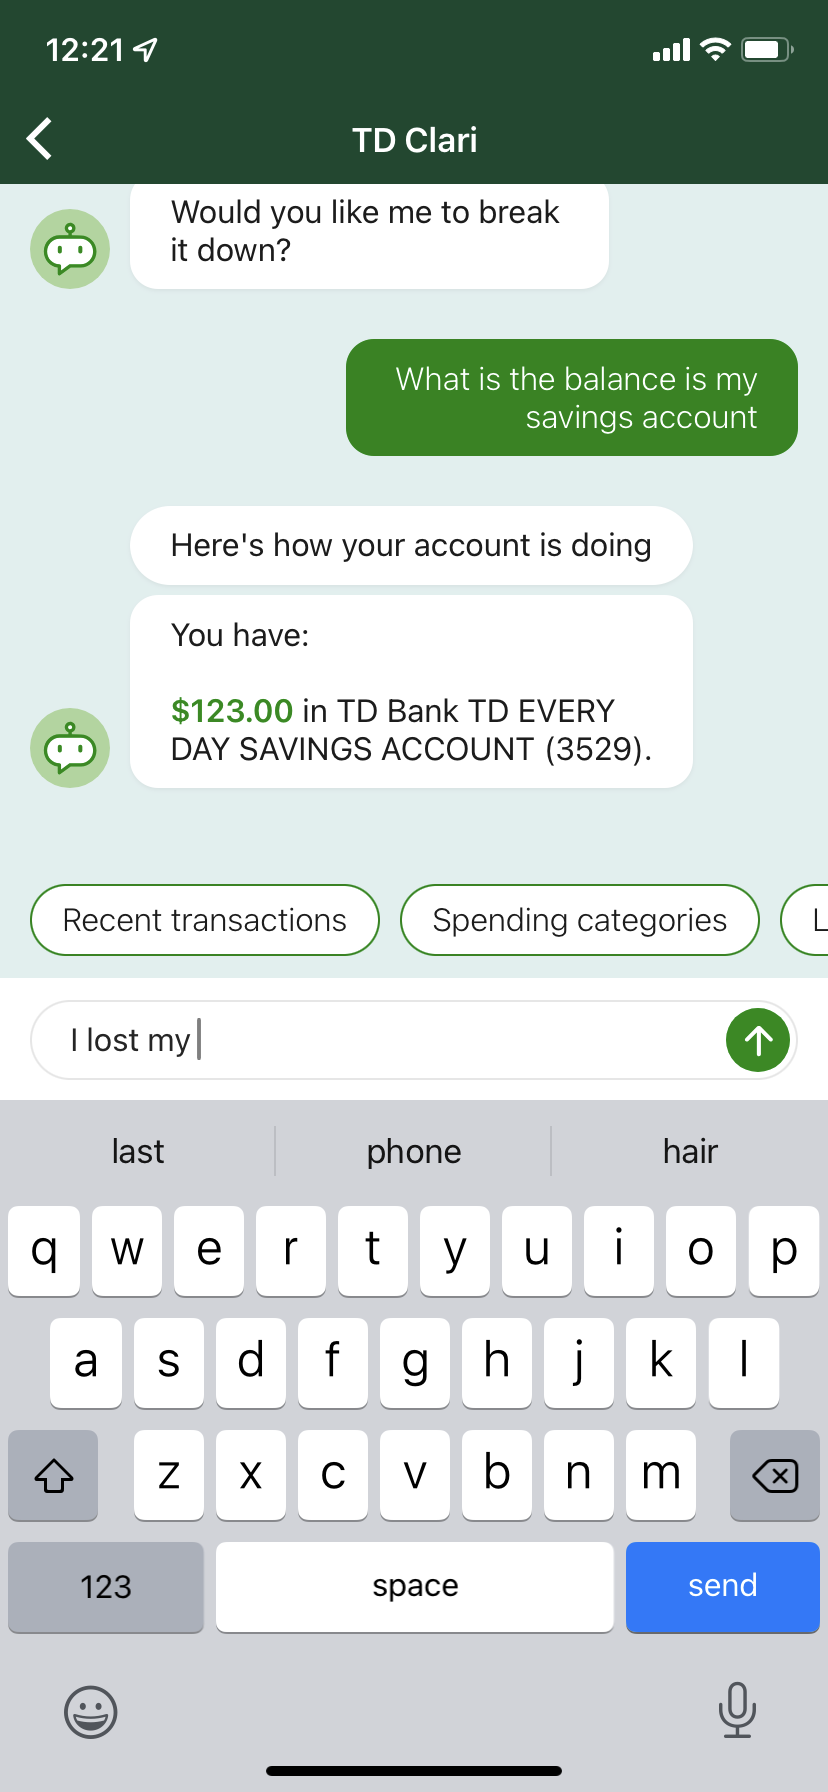 12:21
TD Clari
Would you like me to break
it down?
What is the balance is my
savings account
Here's how your account is doing
You have:
$123.00 in TD Bank TD EVERY
DAY SAVINGS ACCOUNT (3529).
Recent transactions
Spending categories
L
I lost my
last
phone
hair
q w e r t y u i o p
a s d f g h j k l
z x c v b n m
123
space
send